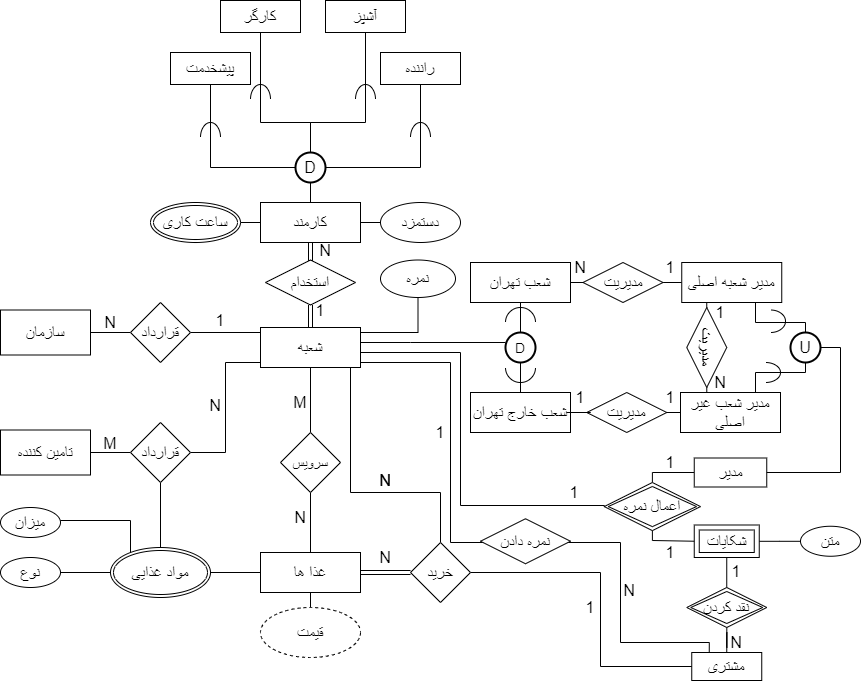 کارگر
آشپز
پیشخدمت
راننده
D
ساعت کاری
کارمند
دستمزد
N
استخدام
1
نمره
شعب تهران
N
مدیریت
1
مدیر شعبه اصلی
سازمان
N
قرارداد
1
شعبه
D
1
مدیریت
N
U
شعب خارج تهران
1
مدیریت
1
مدیر شعب غیر
اصلی
N
M
1
تامین کننده
M
قرارداد
سرویس
N
1
مدیر
1
اعمال نمره
میزان
N
نمره دادن
1
شکایات
متن
نوع
مواد غذایی
غذا ها
N
خرید
1
قیمت
1
N
نقد کردن
N
مشتری